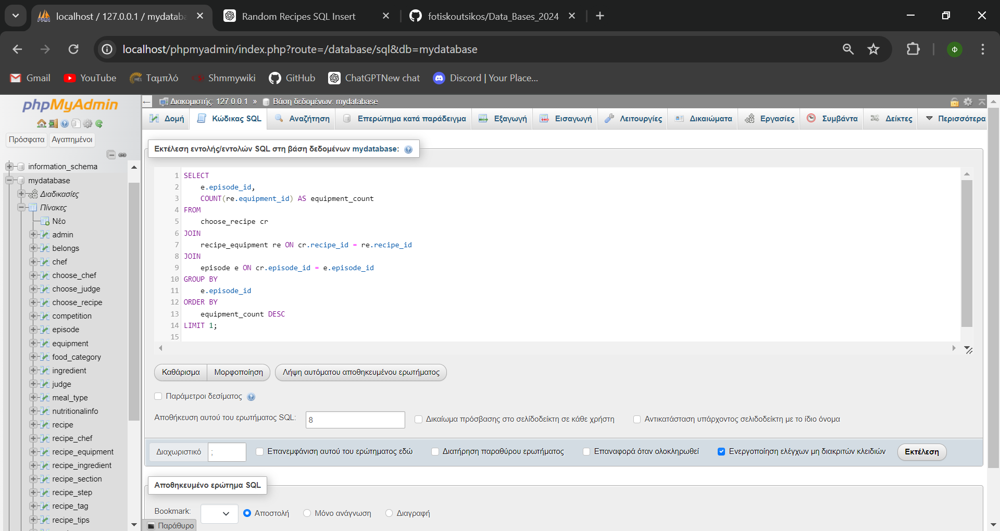 localhost / 127.0.0.1 / mydataba
Random Recipes SQL Insert
fotiskoutsikos/Data_Bases_2024
localhost/phpmyadmin/index.php?route=/database/sql&db=mydatabase
Φ
Gmail
YouTube
Ταμπλό
Shmmywiki
GitHub
ChatGPTNew chat
Discord | Your Place...
phpMyAdmin
Πρόσφατα
Αγαπημένοι
information_schema
mydatabase
Διαδικασίες
Πίνακες
Νέο
admin
belongs
chef
choose_chef
choose_judge
choose_recipe
competition
episode
equipment
food_category
ingredient
judge
meal_type
nutritionalinfo
recipe
recipe_chef
recipe_equipment
recipe_ingredient
recipe_section
recipe_step
recipe_tag
recipe_tips
Διακομιστής: 127.0.0.1 » Βάση δεδομένων: mydatabase
Δομή
Κώδικας SQL
Αναζήτηση
Επερώτημα κατά παράδειγμα
Εξαγωγή
Εισαγωγή
Λειτουργίες
Δικαιώματα
Εργασίες
Συμβάντα
Δείκτες
Περισσότερα
Εκτέλεση εντολής/εντολών SQL στη βάση δεδομένων mydatabase:
1 SELECT
2 e.episode_id,
3 COUNT(re.equipment_id) AS equipment_count
4 FROM
5 choose_recipe cr
6 JOIN
7 recipe_equipment re ON cr.recipe_id = re.recipe_id
8 JOIN
9 episode e ON cr.episode_id = e.episode_id
10 GROUP BY
11 e.episode_id
12 ORDER BY
13 equipment_count DESC
14 LIMIT 1;
15
Καθάρισμα
Μορφοποίηση
Λήψη αυτόματου αποθηκευμένου ερωτήματος
Παράμετροι δεσίματος
Αποθήκευση αυτού του ερωτήματος SQL:
8
Δικαίωμα πρόσβασης στο σελίδοδείκτη σε κάθε χρήστη
Αντικατάσταση υπάρχοντος σελιδοδείκτη με το ίδιο όνομα
Διαχωριστικό
;
Επανεμφάνιση αυτού του ερώτηματος εδώ
Διατήρηση παραθύρου ερωτήματος
Επαναφορά όταν ολοκληρωθεί
Ενεργοποίηση ελέγχων μη διακριτών κλειδιών
Εκτέλεση
Αποθηκευμένο ερώτημα SQL
Bookmark:
Αποστολή
Μόνο ανάγνωση
Διαγραφή
Παράθυρο